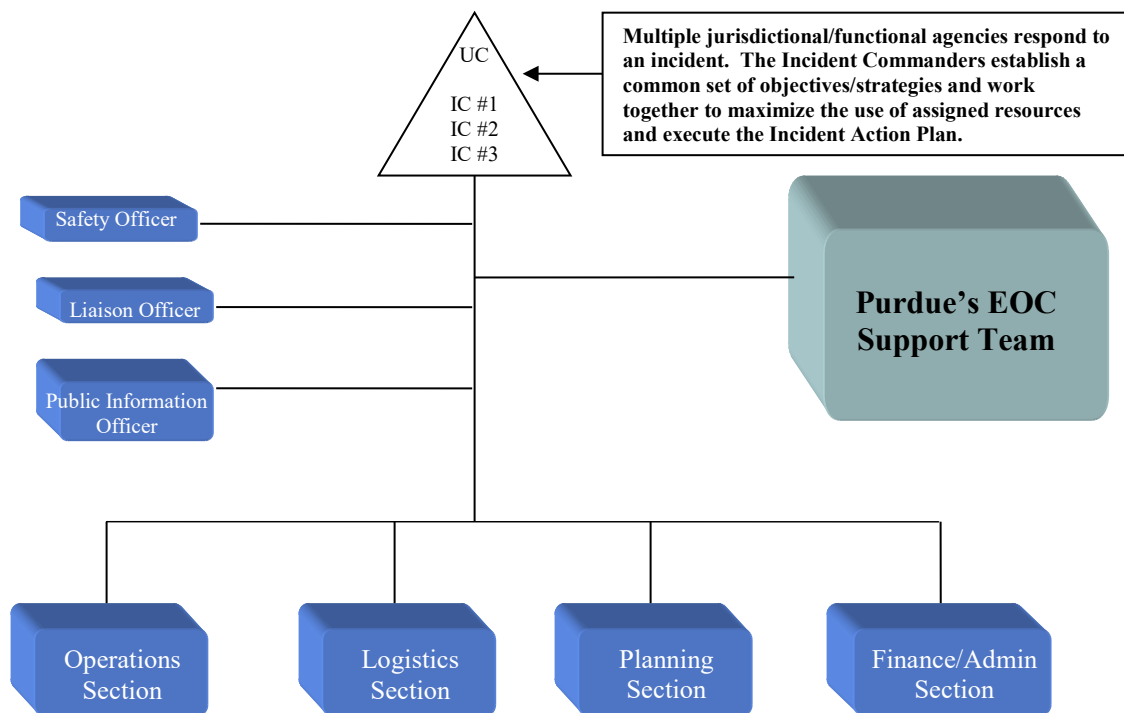 UC
IC #1
IC #2
IC #3
Multiple jurisdictional/functional agencies respond to
an incident.  The Incident Commanders establish a
common set of objectives/strategies and work
together to maximize the use of assigned resources
and execute the Incident Action Plan.
Safety Officer
Liaison Officer
Public Information
Officer
Purdue’s EOC
Support Team
Operations
Section
Logistics
Section
Planning
Section
Finance/Admin
Section